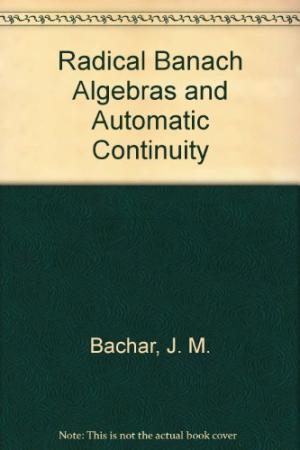 Radical Banach
Algebras and
Automatic
Continuity
Bachar, J. M.
Note: This is not the actual book cover